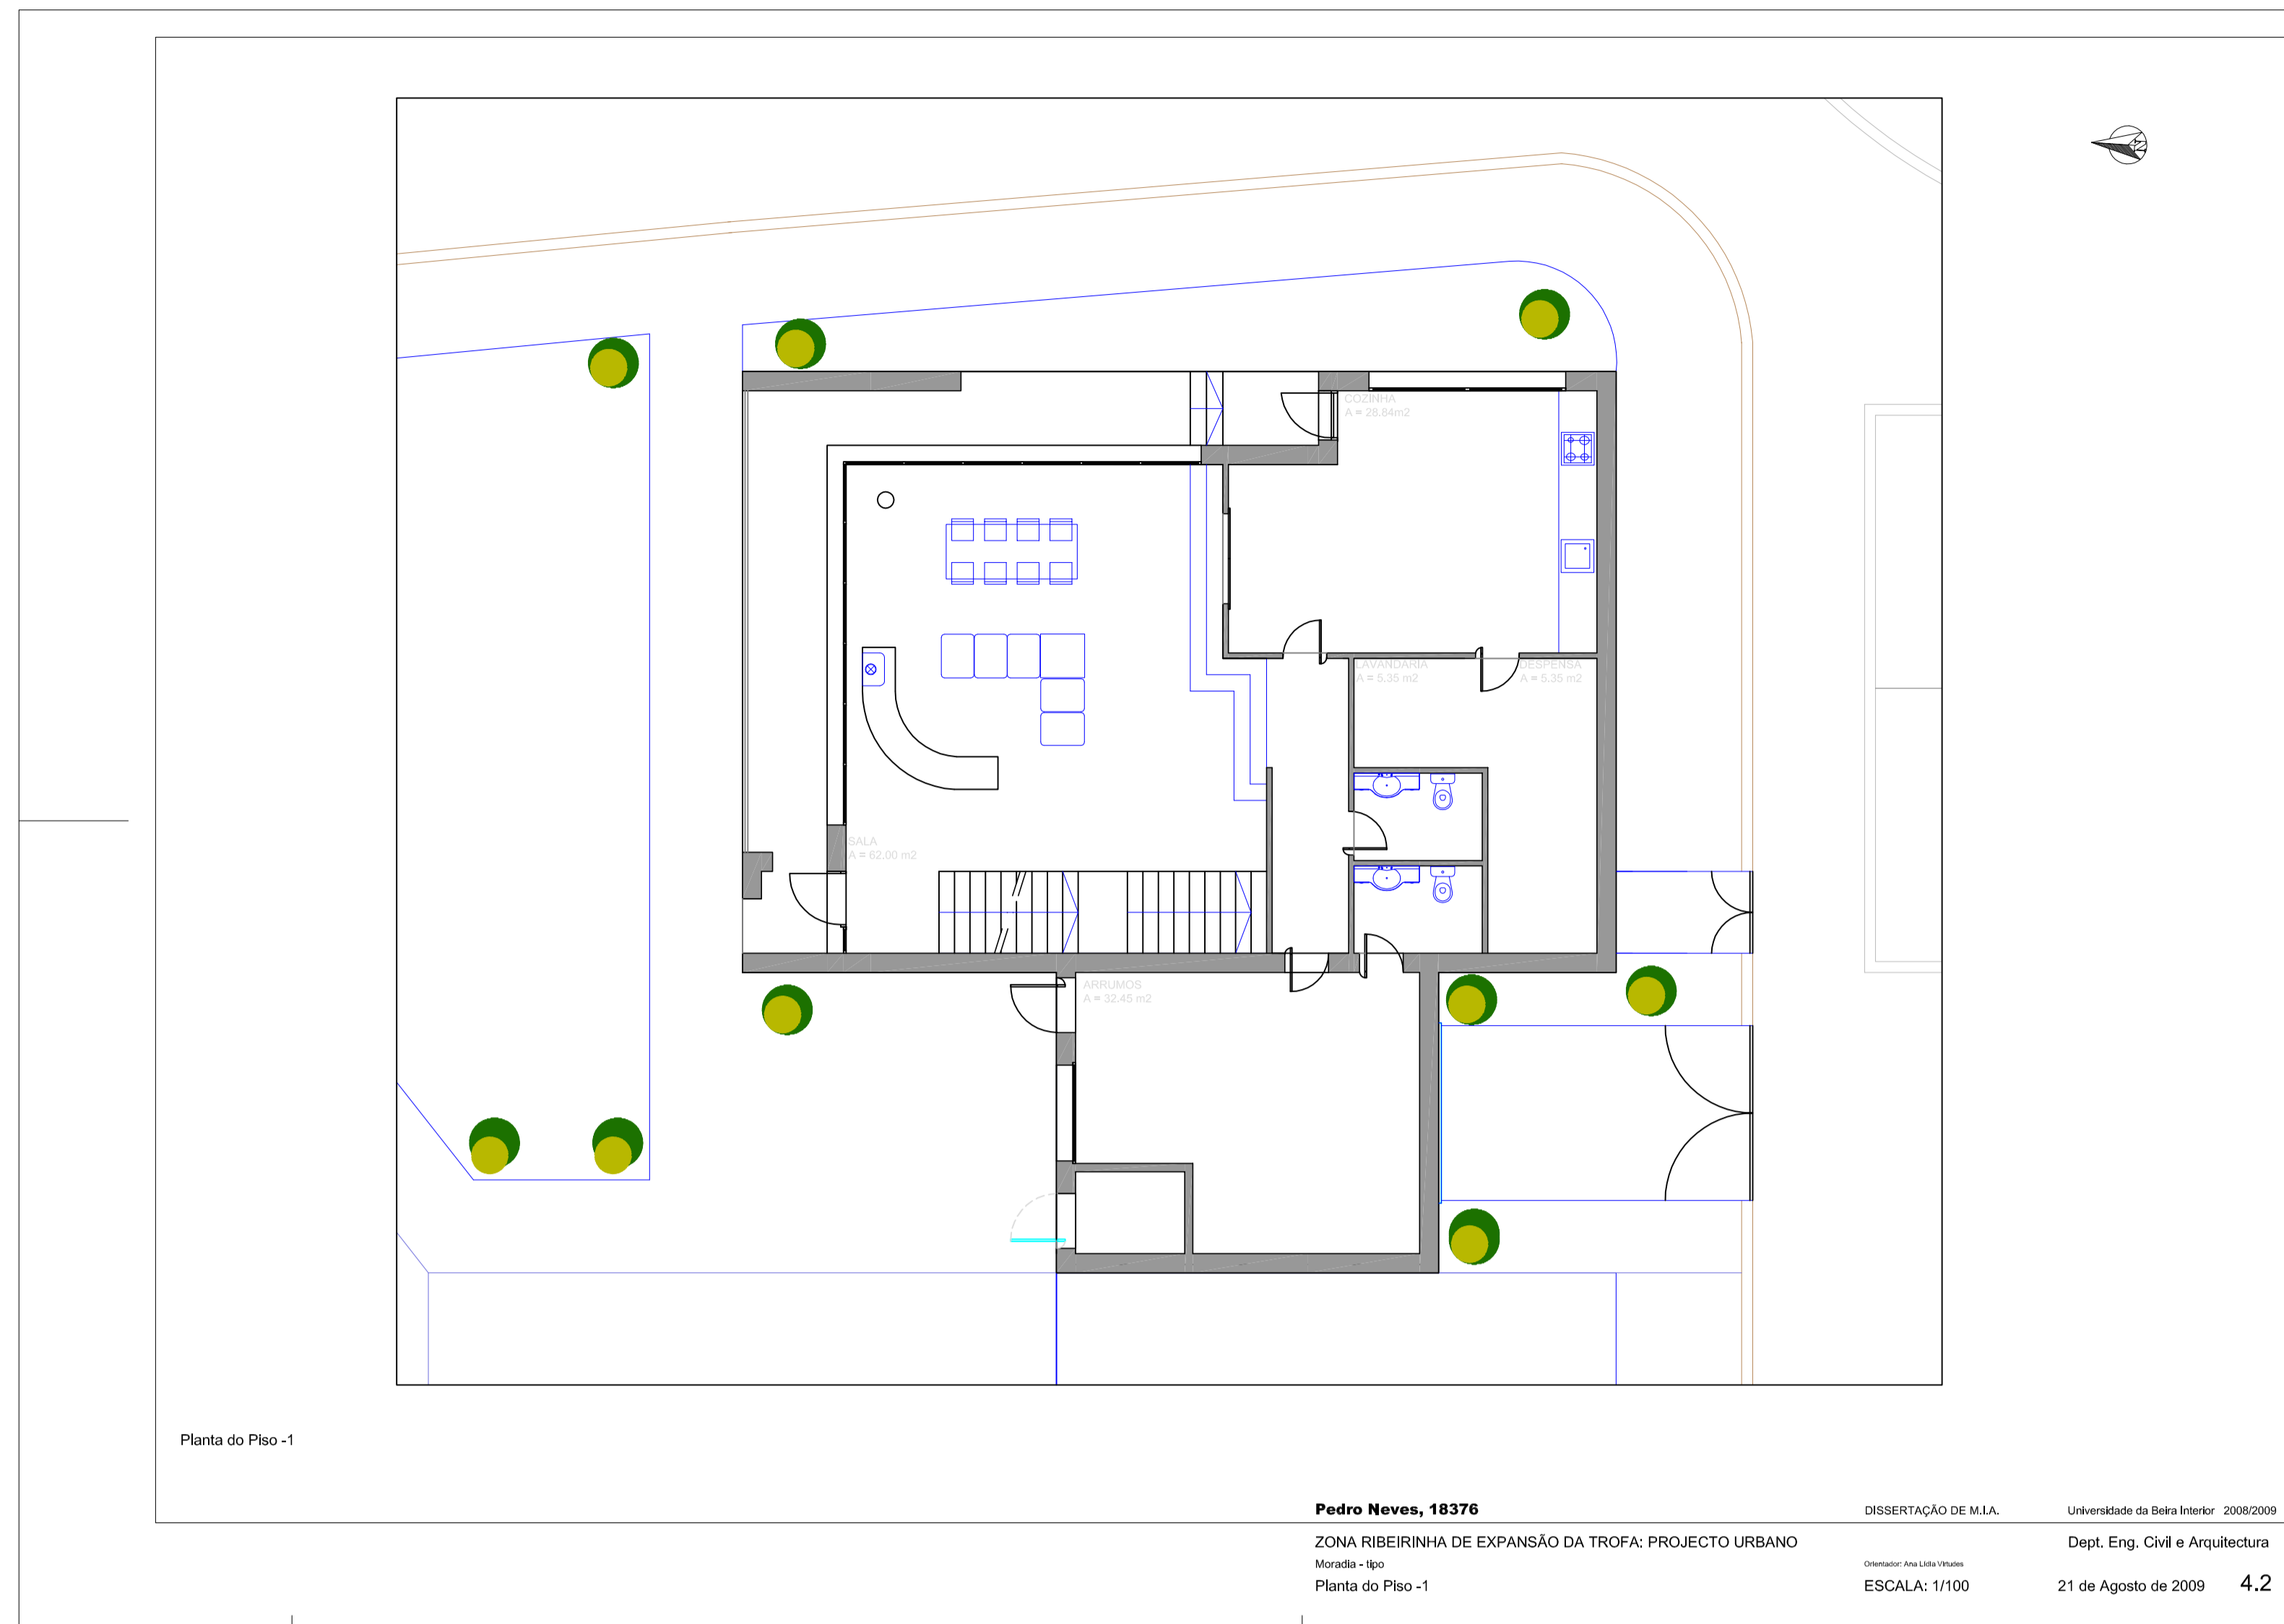 N
COZINHA
A = 28.84m2
LAVANDARIA
A = 5.35 m2
DESPENSA
A = 5.35 m2
SALA
A = 62.00 m2
ARRUMOS
A = 32.45 m2
Planta do Piso -1
Pedro Neves, 18376
DISSERTAÇÃO DE M.I.A.
Universidade da Beira Interior 2008/2009
ZONA RIBEIRINHA DE EXPANSÃO DA TROFA: PROJECTO URBANO
Dept. Eng. Civil e Arquitectura
Moradia - tipo
Orientador: Ana Lídia Virtudes
Planta do Piso -1
ESCALA: 1/100
21 de Agosto de 2009
4.2